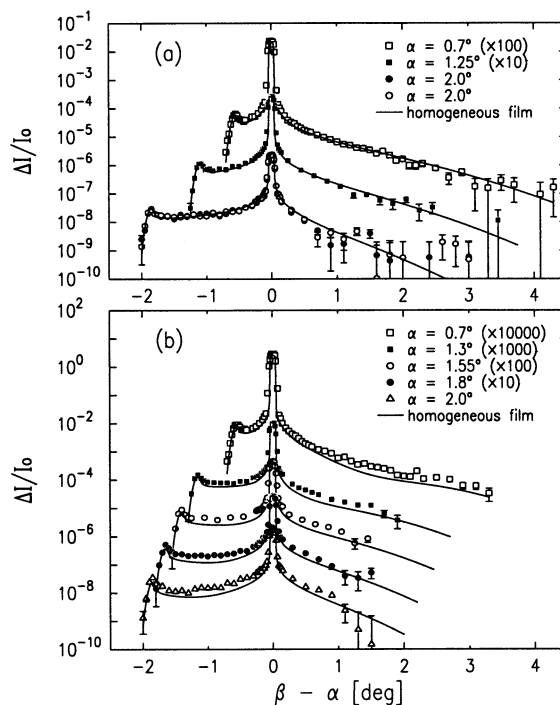 10⁻¹
10⁻²
10⁻³
10⁻⁴
10⁻⁵
10⁻⁶
10⁻⁷
10⁻⁸
10⁻⁹
10⁻¹⁰
ΔI/I₀
(a)
α = 0.7° (×100)
α = 1.25° (×10)
α = 2.0°
α = 2.0°
homogeneous film
−2 −1 0 1 2 3 4
10²
10⁰
10⁻²
10⁻⁴
10⁻⁶
10⁻⁸
10⁻¹⁰
ΔI/I₀
(b)
α = 0.7° (×10000)
α = 1.3° (×1000)
α = 1.55° (×100)
α = 1.8° (×10)
α = 2.0°
homogeneous film
−2 −1 0 1 2 3 4
β − α [deg]